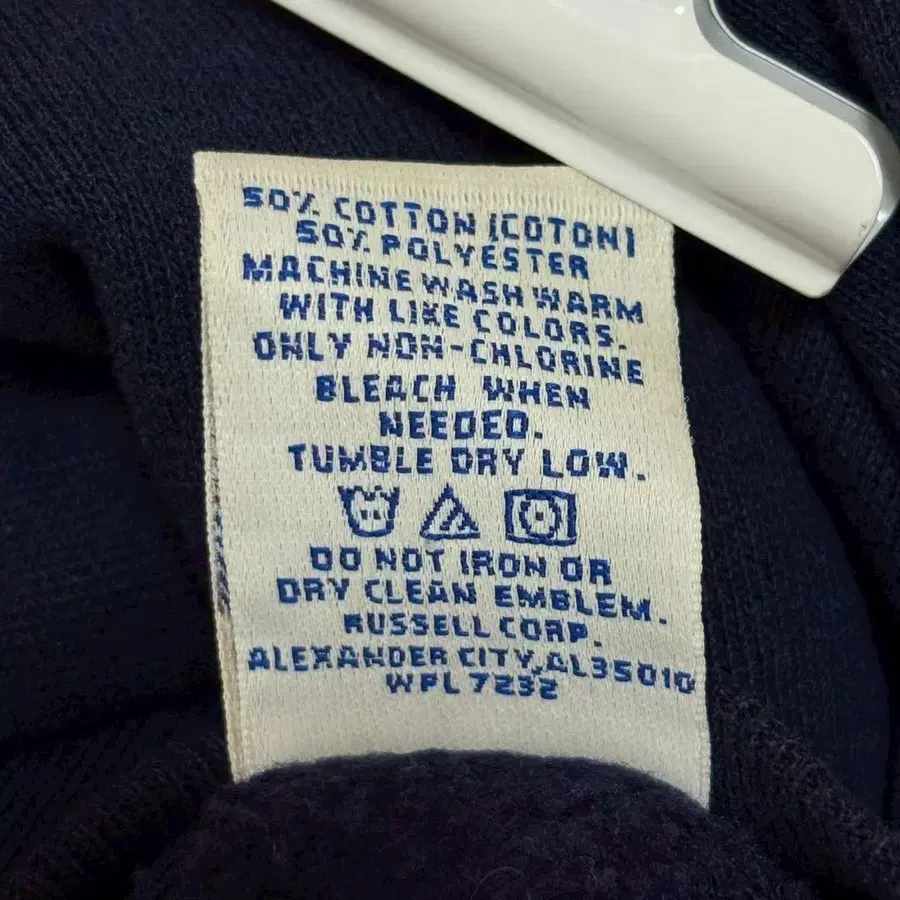 50% COTTON (COTON)
50% POLYESTER
MACHINE WASH WARM
WITH LIKE COLORS.
ONLY NON-CHLORINE
BLEACH WHEN
NEEDED.
TUMBLE DRY LOW.
DO NOT IRON OR
DRY CLEAN EMBLEM.
RUSSELL CORP.
ALEXANDER CITY, AL35010
WPL 7232